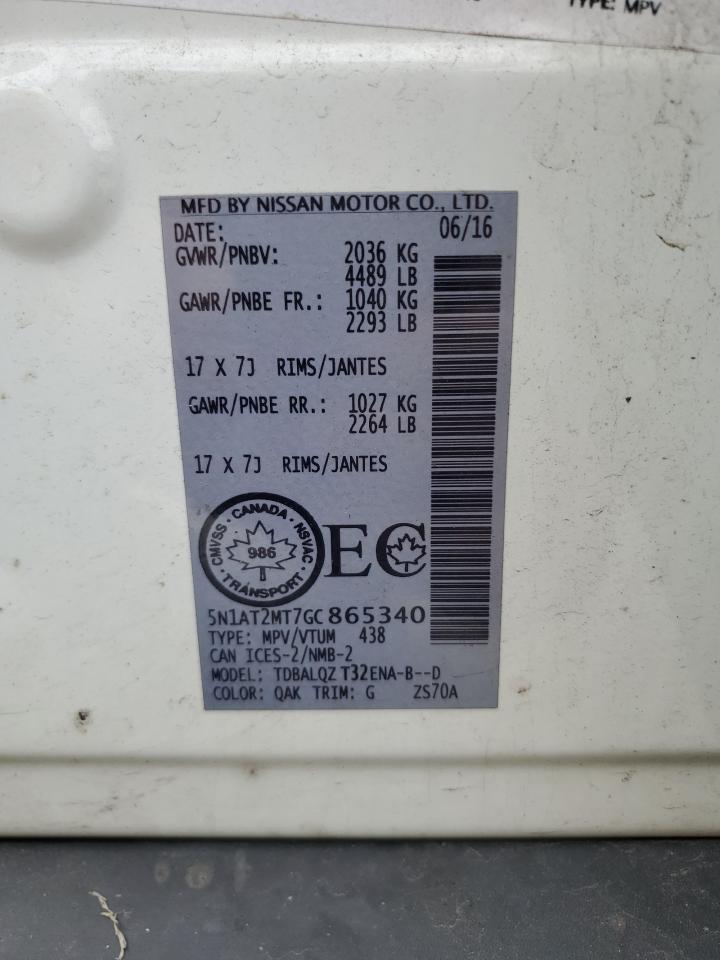 TYPE: MPV
MFD BY NISSAN MOTOR CO., LTD.
DATE: 06/16
GVWR/PNBV: 2036 KG
4489 LB
GAWR/PNBE FR.: 1040 KG
2293 LB
17 X 7J RIMS/JANTES
GAWR/PNBE RR.: 1027 KG
2264 LB
17 X 7J RIMS/JANTES
CMVSS · CANADA · NSVAC · TRANSPORT ·
986
EC
5N1AT2MT7GC865340
TYPE: MPV/VTUM 438
CAN ICES-2/NMB-2
MODEL: TDBALQZ T32ENA-B--D
COLOR: QAK TRIM: G ZS70A